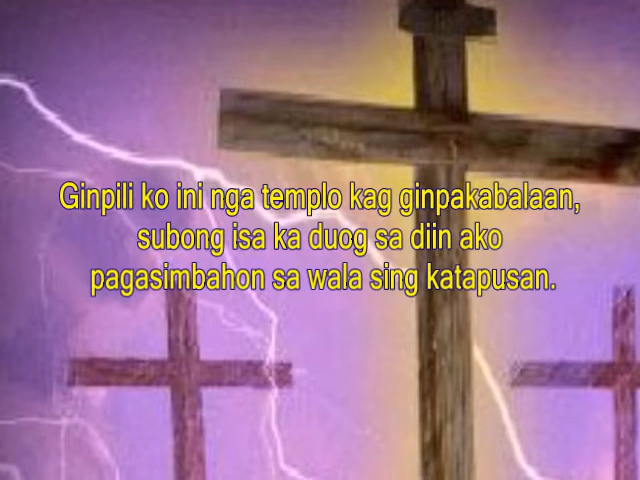 Ginpili ko ini nga templo kag ginpakabalaan,
subong isa ka duog sa diin ako
pagasimbahon sa wala sing katapusan.